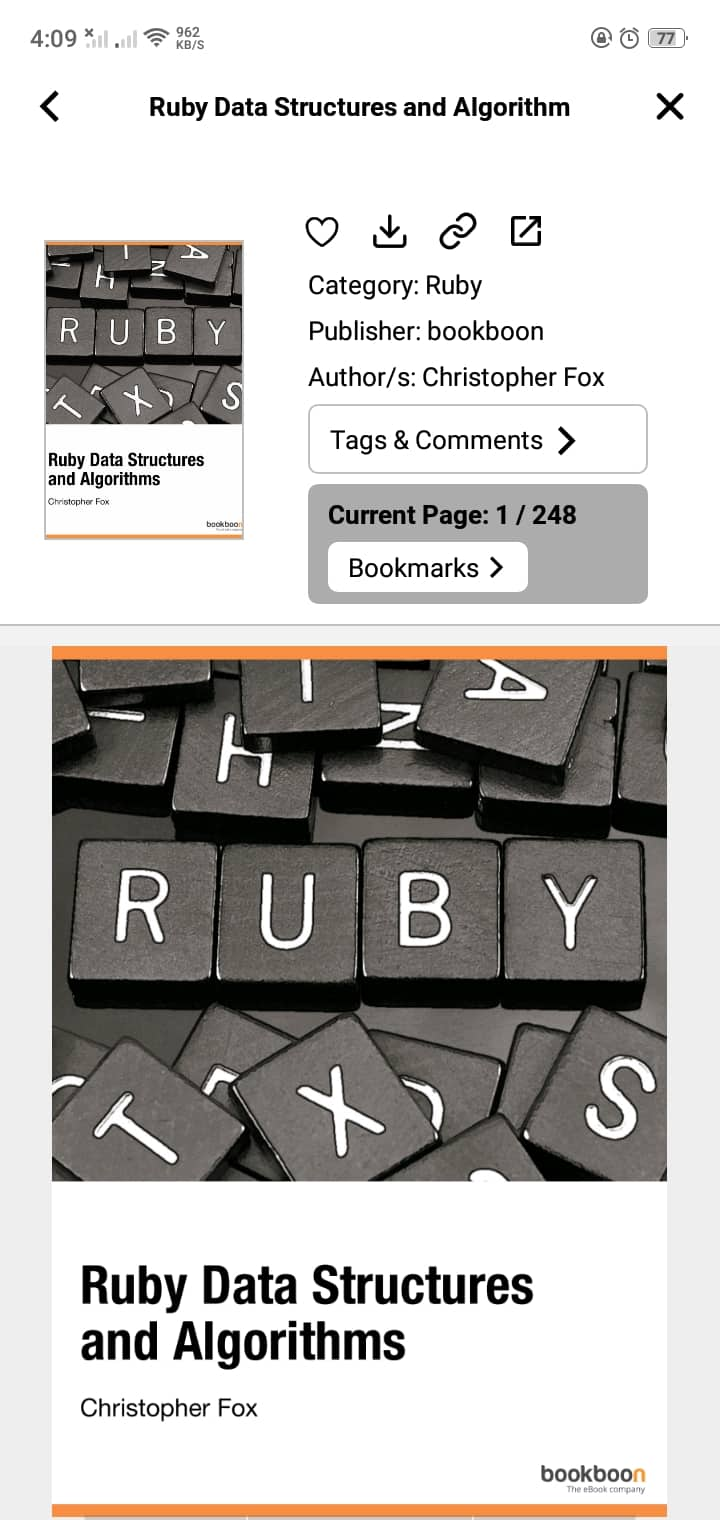 4:09 962 KB/S 77
Ruby Data Structures and Algorithm
Category: Ruby
Publisher: bookboon
Author/s: Christopher Fox
Tags & Comments
Current Page: 1 / 248
Bookmarks
RUBY
T X S
Ruby Data Structures
and Algorithms
Christopher Fox
bookboon
I A
H N
RUBY
T X S
Ruby Data Structures
and Algorithms
Christopher Fox
bookboon
The eBook company